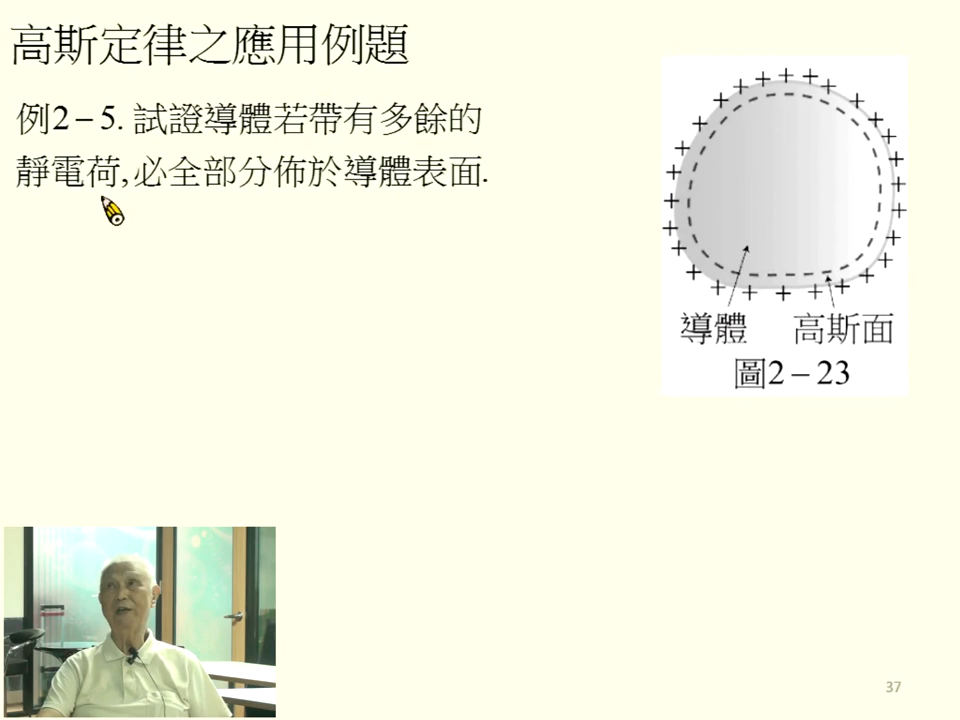 高斯定律之應用例題
例2－5. 試證導體若帶有多餘的
靜電荷,必全部分佈於導體表面.
導體 高斯面
圖2－23
37